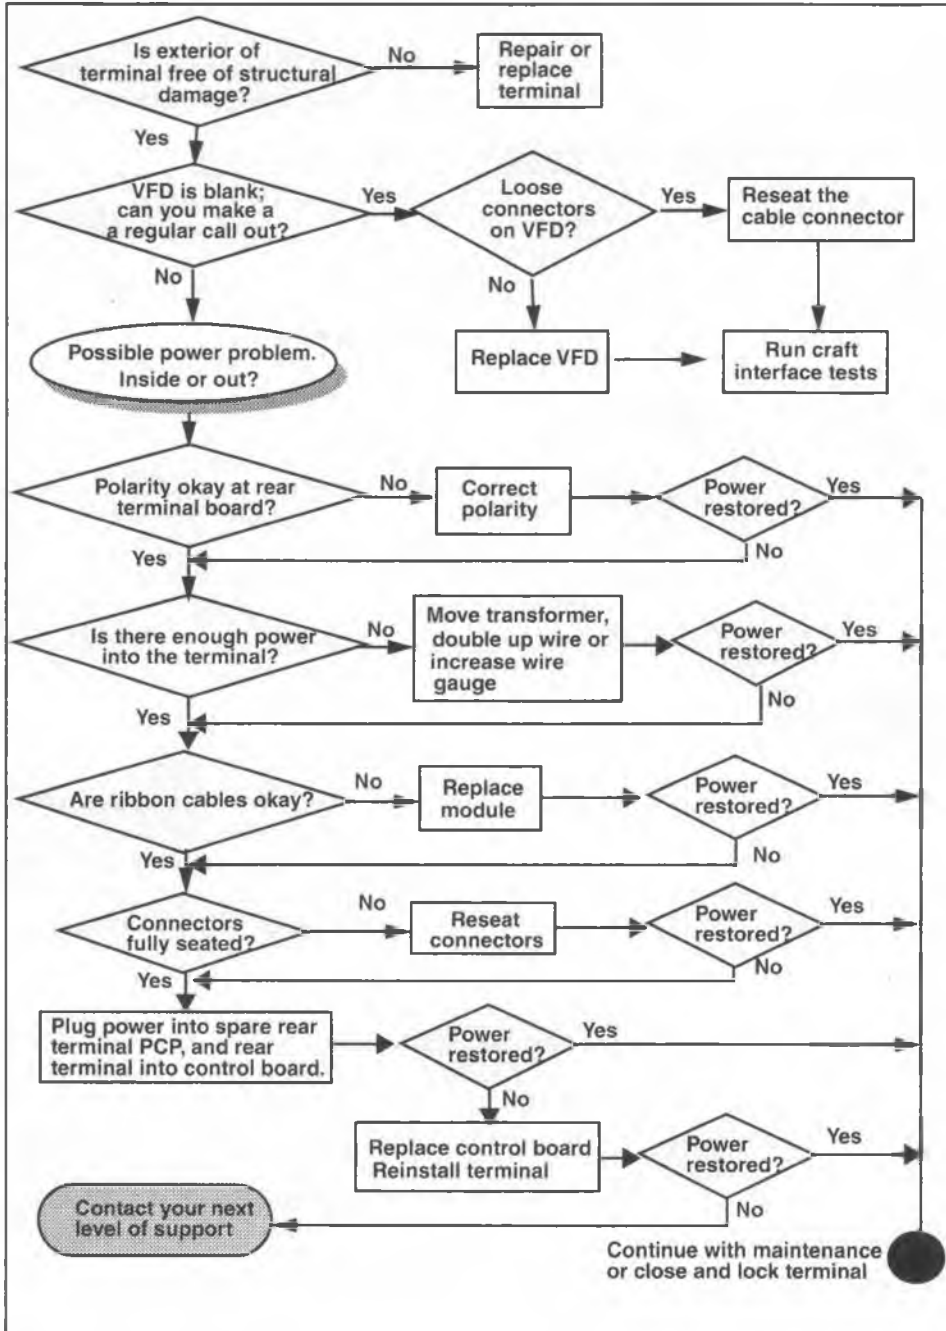 Is exterior of
terminal free of structural
damage?
No
Repair or
replace
terminal
Yes
VFD is blank;
can you make a
a regular call out?
Yes
Loose
connectors
on VFD?
Yes
Reseat the
cable connector
No
No
Possible power problem.
Inside or out?
Replace VFD
Run craft
interface tests
Polarity okay at rear
terminal board?
No
Correct
polarity
Power
restored?
Yes
Yes
No
Is there enough power
into the terminal?
No
Move transformer,
double up wire or
increase wire
gauge
Power
restored?
Yes
Yes
No
Are ribbon cables okay?
No
Replace
module
Power
restored?
Yes
Yes
No
Connectors
fully seated?
No
Reseat
connectors
Power
restored?
Yes
Yes
No
Plug power into spare rear
terminal PCP, and rear
terminal into control board.
Power
restored?
Yes
No
Replace control board
Reinstall terminal
Power
restored?
Yes
No
Contact your next
level of support
Continue with maintenance
or close and lock terminal